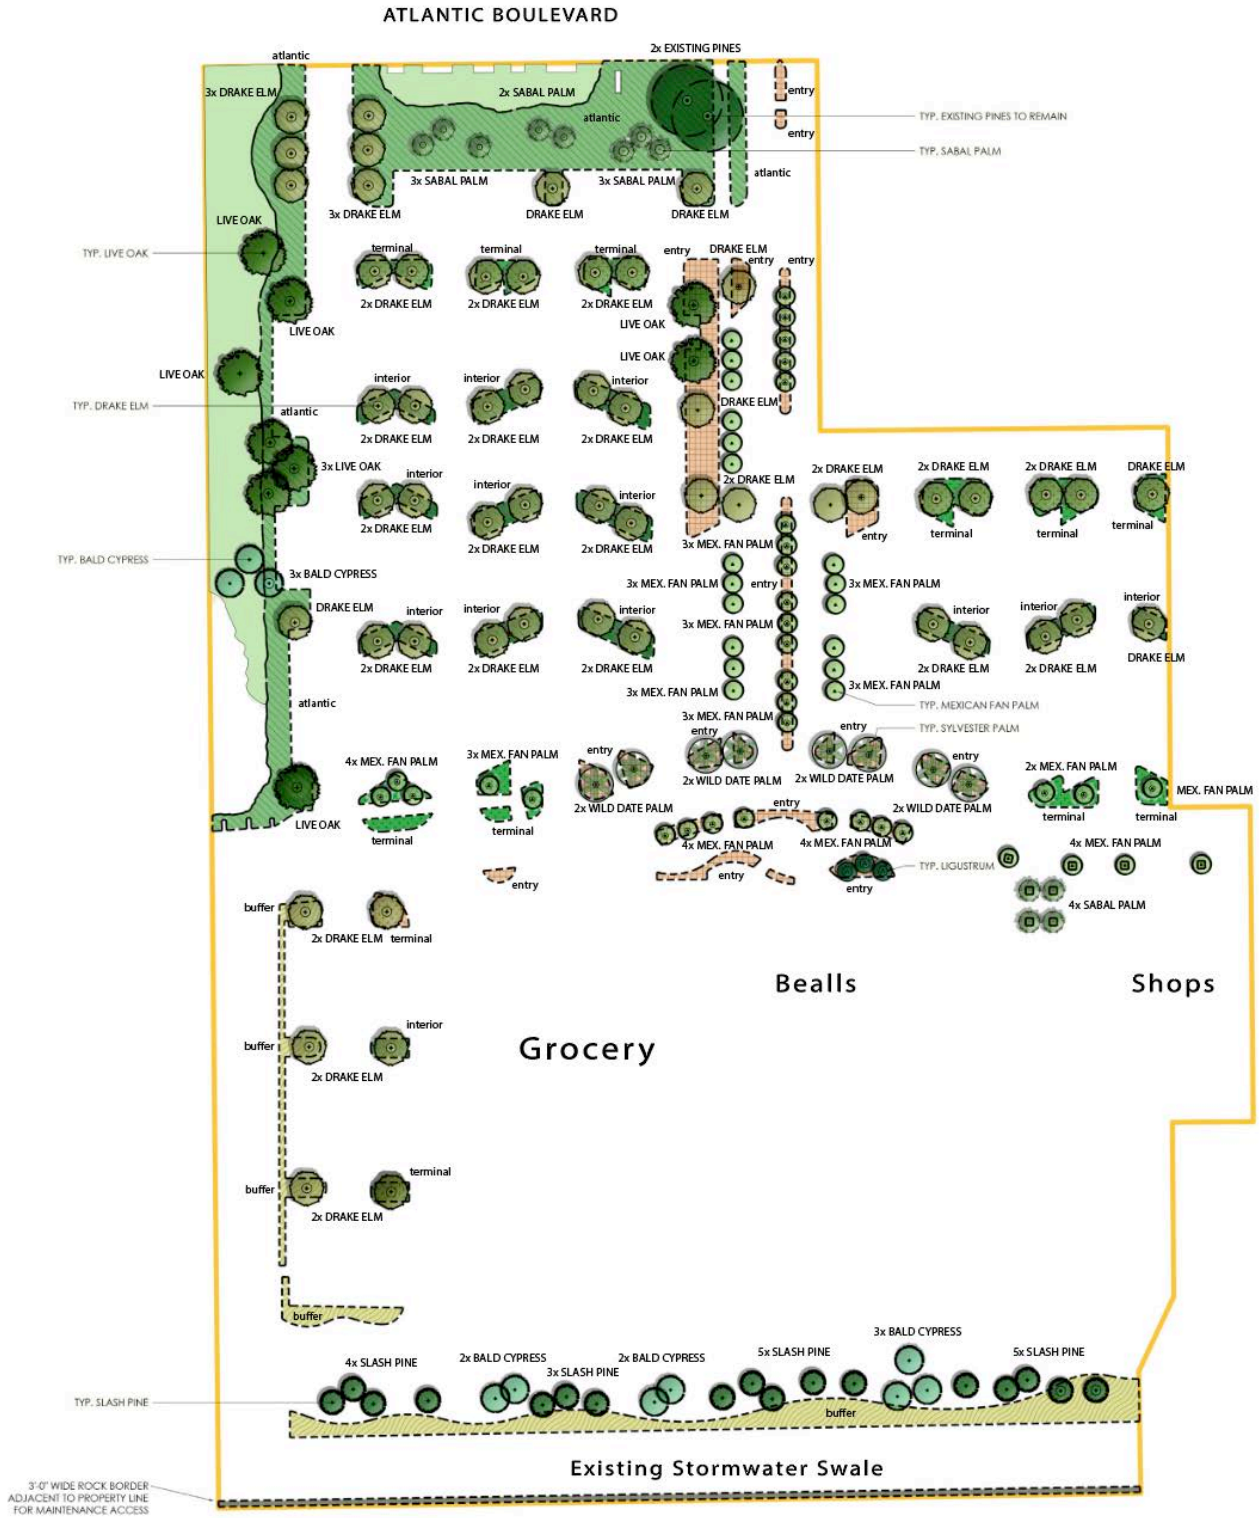 ATLANTIC BOULEVARD
2x EXISTING PINES
atlantic
3x DRAKE ELM
2x SABAL PALM
entry
atlantic
TYP. EXISTING PINES TO REMAIN
entry
TYP. SABAL PALM
atlantic
3x SABAL PALM
3x SABAL PALM
3x DRAKE ELM
DRAKE ELM
DRAKE ELM
LIVE OAK
TYP. LIVE OAK
terminal
terminal
terminal
entry
DRAKE ELM
entry
entry
2x DRAKE ELM
2x DRAKE ELM
2x DRAKE ELM
LIVE OAK
LIVE OAK
LIVE OAK
LIVE OAK
interior
interior
interior
TYP. DRAKE ELM
atlantic
DRAKE ELM
2x DRAKE ELM
2x DRAKE ELM
2x DRAKE ELM
3x LIVE OAK
interior
interior
interior
2x DRAKE ELM
2x DRAKE ELM
2x DRAKE ELM
2x DRAKE ELM
DRAKE ELM
2x DRAKE ELM
2x DRAKE ELM
2x DRAKE ELM
entry
terminal
terminal
terminal
3x MEX. FAN PALM
TYP. BALD CYPRESS
3x BALD CYPRESS
3x MEX. FAN PALM
entry
3x MEX. FAN PALM
DRAKE ELM
interior
interior
interior
3x MEX. FAN PALM
interior
interior
interior
2x DRAKE ELM
2x DRAKE ELM
2x DRAKE ELM
2x DRAKE ELM
2x DRAKE ELM
DRAKE ELM
3x MEX. FAN PALM
3x MEX. FAN PALM
atlantic
TYP. MEXICAN FAN PALM
3x MEX. FAN PALM
entry
entry
TYP. SYLVESTER PALM
4x MEX. FAN PALM
3x MEX. FAN PALM
entry
entry
2x MEX. FAN PALM
2x WILD DATE PALM
2x WILD DATE PALM
MEX. FAN PALM
2x WILD DATE PALM
entry
2x WILD DATE PALM
LIVE OAK
terminal
terminal
terminal
terminal
4x MEX. FAN PALM
4x MEX. FAN PALM
4x MEX. FAN PALM
TYP. LIGUSTRUM
entry
entry
entry
buffer
4x SABAL PALM
2x DRAKE ELM
terminal
Bealls
Shops
interior
buffer
Grocery
2x DRAKE ELM
terminal
buffer
2x DRAKE ELM
buffer
3x BALD CYPRESS
4x SLASH PINE
2x BALD CYPRESS
3x SLASH PINE
2x BALD CYPRESS
5x SLASH PINE
5x SLASH PINE
TYP. SLASH PINE
buffer
Existing Stormwater Swale
3'-0" WIDE ROCK BORDER
ADJACENT TO PROPERTY LINE
FOR MAINTENANCE ACCESS